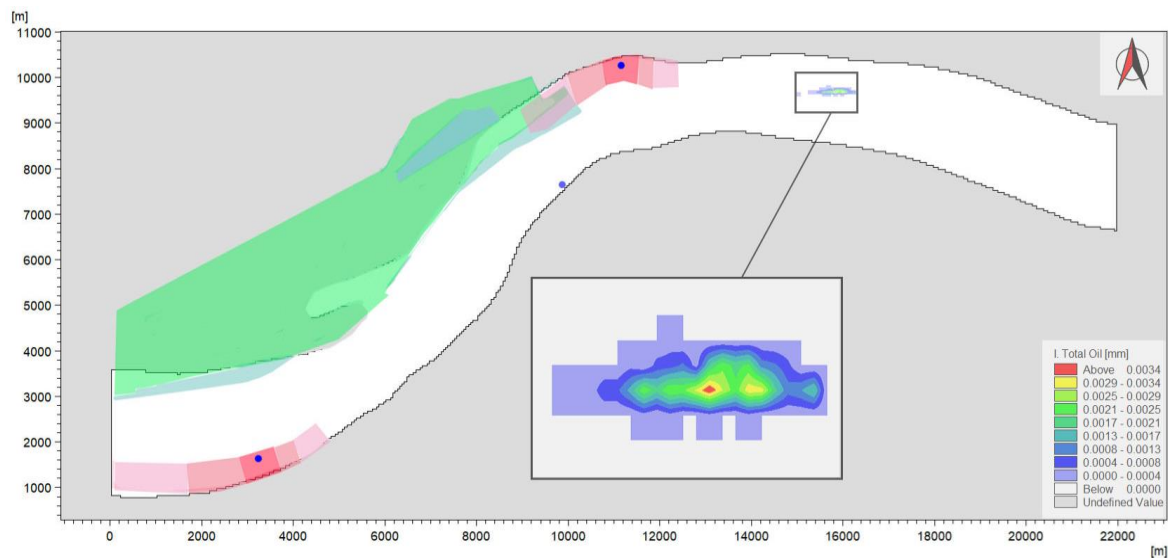 [m]
11000
10000
9000
8000
7000
6000
5000
4000
3000
2000
1000
I. Total Oil [mm]
Above 0.0034
0.0029 - 0.0034
0.0025 - 0.0029
0.0021 - 0.0025
0.0017 - 0.0021
0.0013 - 0.0017
0.0008 - 0.0013
0.0004 - 0.0008
0.0000 - 0.0004
Below 0.0000
Undefined Value
0 2000 4000 6000 8000 10000 12000 14000 16000 18000 20000 22000
[m]